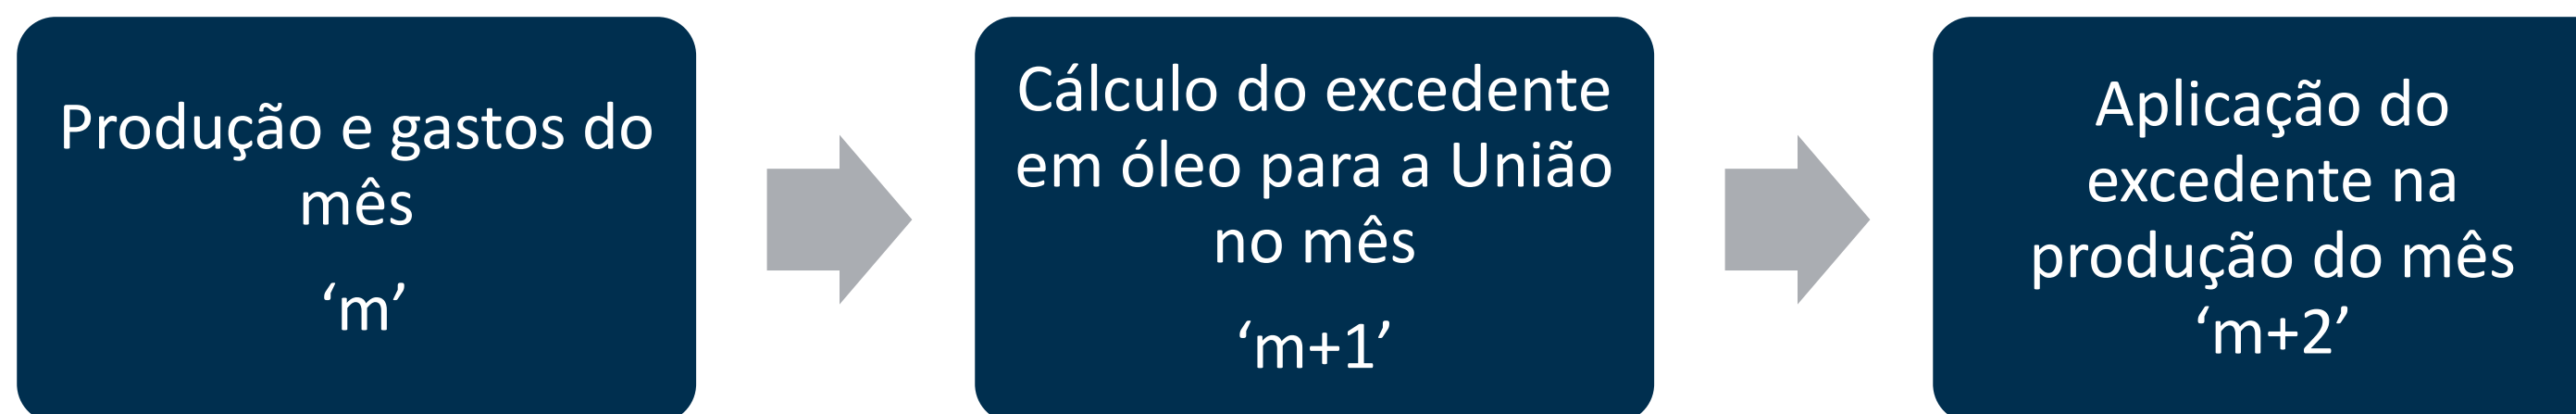 Produção e gastos do
mês
‘m’
Cálculo do excedente
em óleo para a União
no mês
‘m+1’
Aplicação do
excedente na
produção do mês
‘m+2’